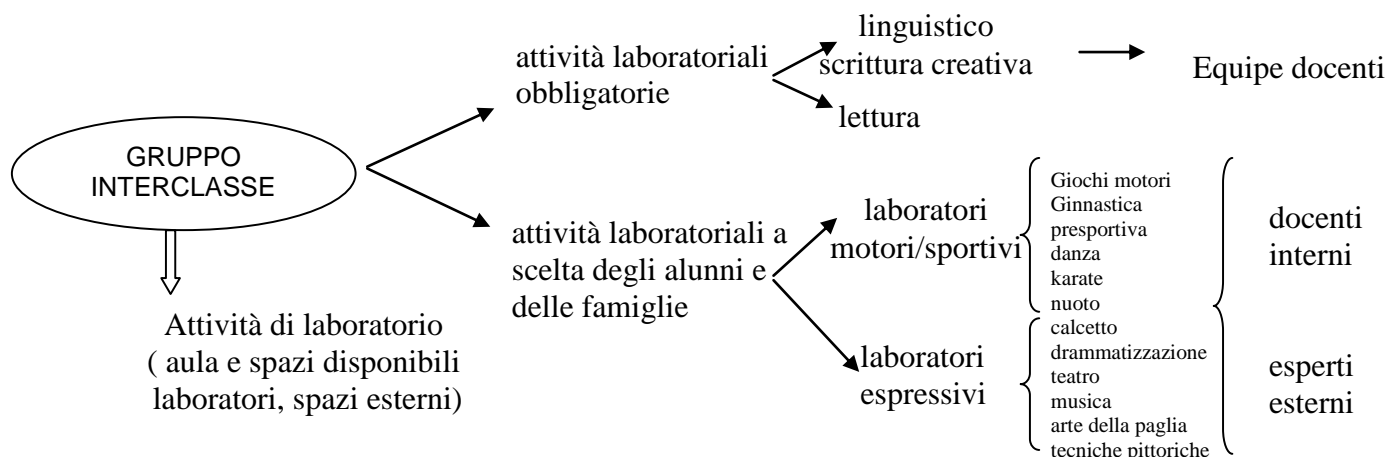 GRUPPO
INTERCLASSE
Attività di laboratorio
( aula e spazi disponibili
laboratori, spazi esterni)
attività laboratoriali
obbligatorie
linguistico
scrittura creativa
lettura
Equipe docenti
attività laboratoriali a
scelta degli alunni e
delle famiglie
laboratori
motori/sportivi
Giochi motori
Ginnastica
presportiva
danza
karate
nuoto
calcetto
drammatizzazione
teatro
musica
arte della paglia
tecniche pittoriche
laboratori
espressivi
docenti
interni
esperti
esterni